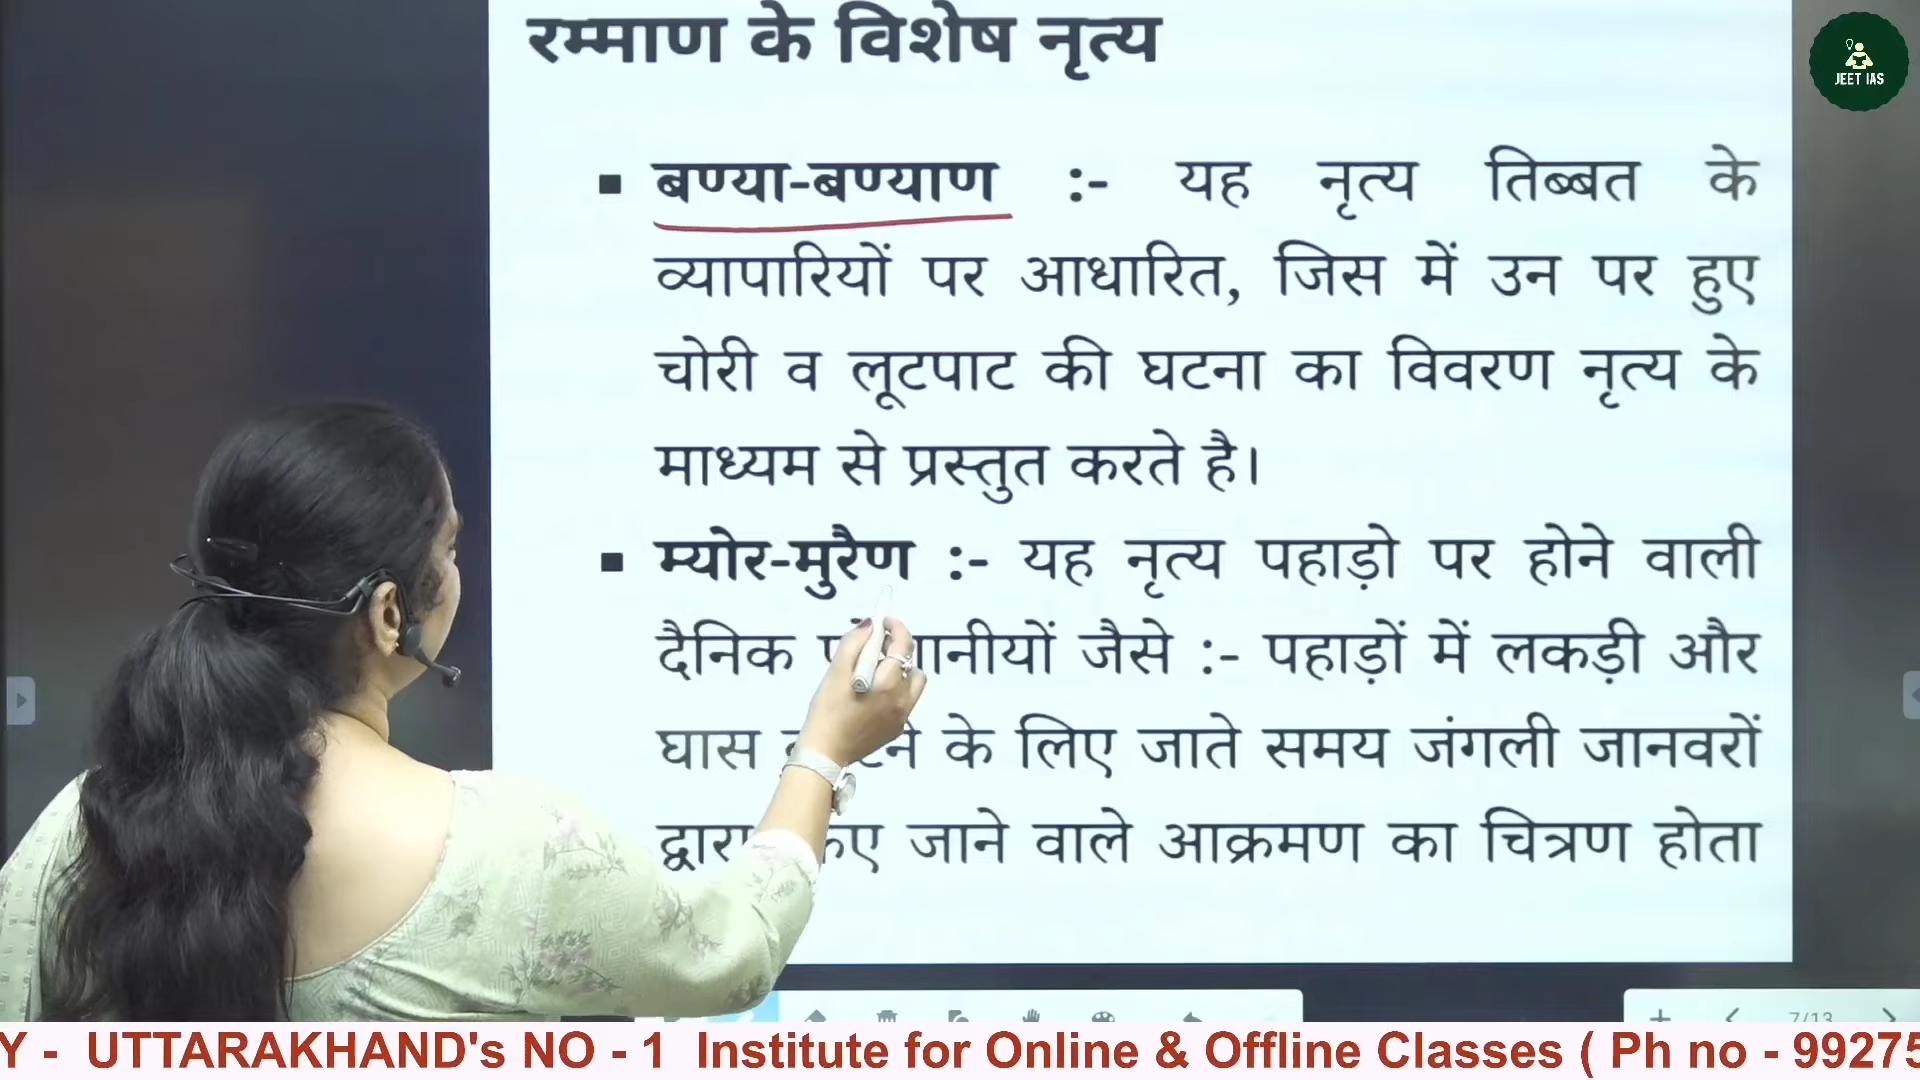 रम्माण के विशेष नृत्य
JEET IAS
▪ बण्या-बण्याण :- यह नृत्य तिब्बत के
व्यापारियों पर आधारित, जिस में उन पर हुए
चोरी व लूटपाट की घटना का विवरण नृत्य के
माध्यम से प्रस्तुत करते है।
▪ म्योर-मुरैण :- यह नृत्य पहाड़ो पर होने वाली
दैनिक जैसे :- पहाड़ों में लकड़ी और
घास के लिए जाते समय जंगली जानवरों
जाने वाले आक्रमण का चित्रण होता
7/13
Y - UTTARAKHAND's NO - 1 Institute for Online & Offline Classes ( Ph no - 99275